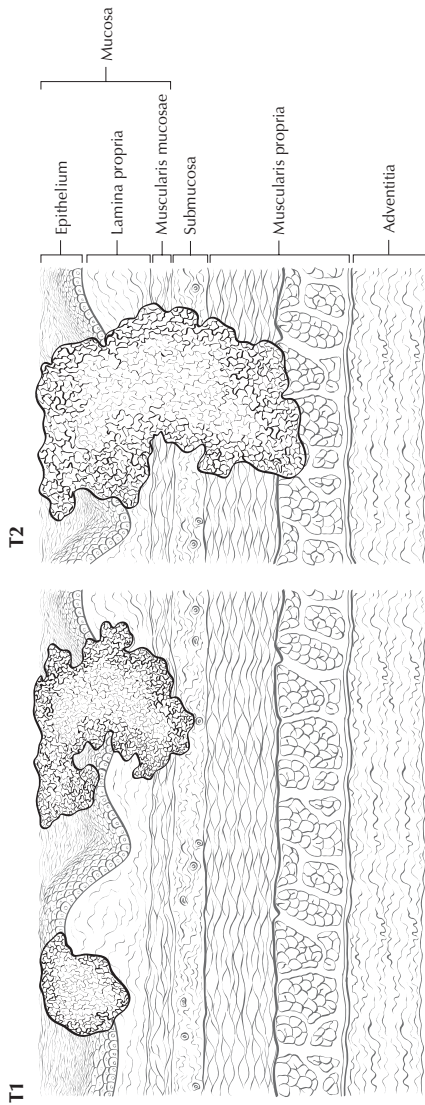 T1
T2
Epithelium
Lamina propria
Muscularis mucosae
Mucosa
Submucosa
Muscularis propria
Adventitia